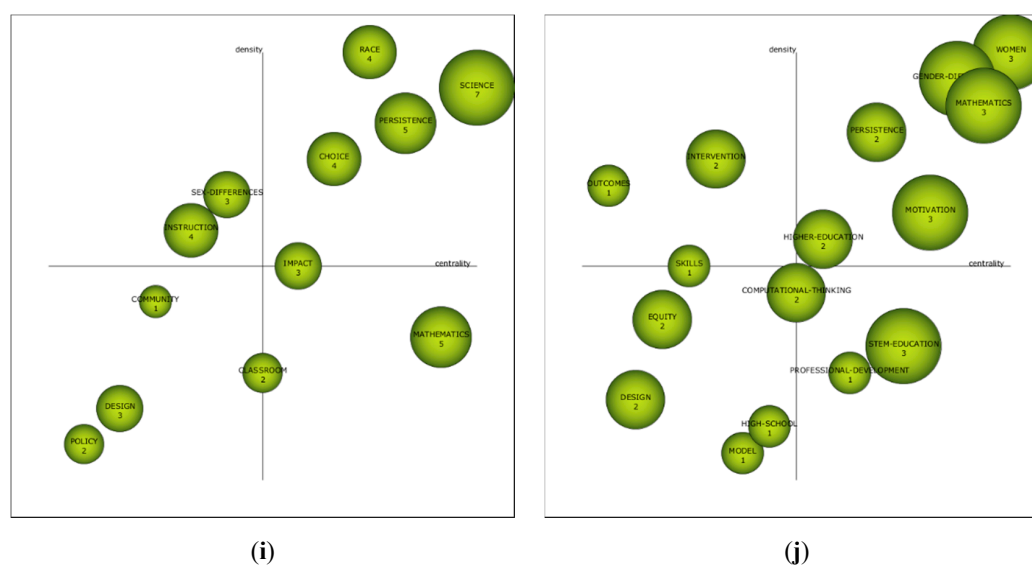 density
RACE
4
SCIENCE
7
PERSISTENCE
5
CHOICE
4
SEX-DIFFERENCES
3
INSTRUCTION
4
IMPACT
3
centrality
COMMUNITY
1
MATHEMATICS
5
CLASSROOM
2
DESIGN
3
POLICY
2
(i)
density
WOMEN
3
GENDER-DI
MATHEMATICS
3
PERSISTENCE
2
INTERVENTION
2
OUTCOMES
1
MOTIVATION
3
HIGHER-EDUCATION
2
SKILLS
1
centrality
COMPUTATIONAL-THINKING
2
EQUITY
2
STEM-EDUCATION
3
PROFESSIONAL-DEVELOPMENT
1
DESIGN
2
HIGH-SCHOOL
1
MODEL
1
(j)